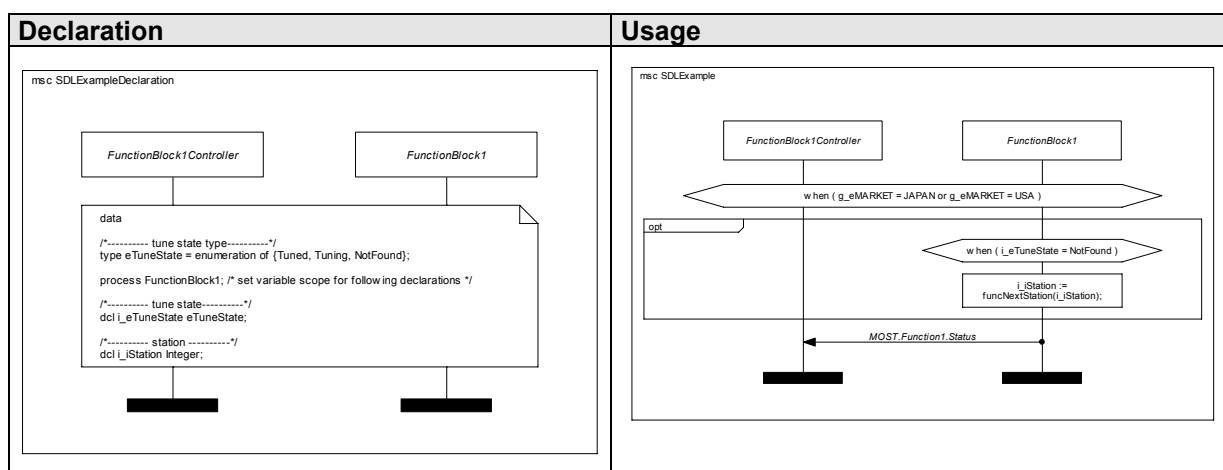 Declaration
Usage
msc SDLExampleDeclaration
FunctionBlock1Controller
FunctionBlock1
data
/*---------- tune state type----------*/
type eTuneState = enumeration of {Tuned, Tuning, NotFound};
process FunctionBlock1; /* set variable scope for following declarations */
/*---------- tune state----------*/
dcl i_eTuneState eTuneState;
/*---------- station ----------*/
dcl i_iStation Integer;
msc SDLExample
FunctionBlock1Controller
FunctionBlock1
when ( g_eMARKET = JAPAN or g_eMARKET = USA )
opt
when ( i_eTuneState = NotFound )
i_iStation :=
funcNextStation(i_iStation);
MOST.Function1.Status